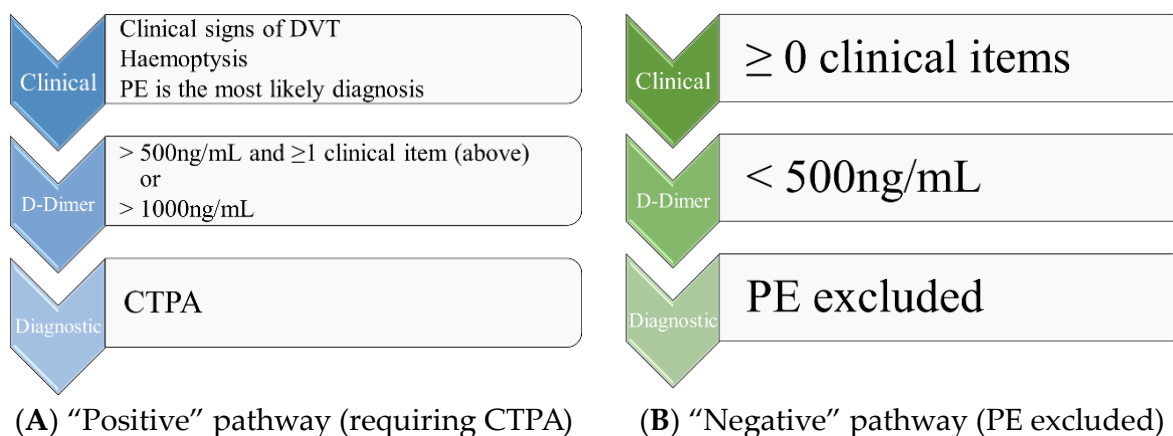 Clinical
Clinical signs of DVT
Haemoptysis
PE is the most likely diagnosis
D-Dimer
> 500ng/mL and ≥1 clinical item (above)
or
> 1000ng/mL
Diagnostic
CTPA
(A) “Positive” pathway (requiring CTPA)
Clinical
≥ 0 clinical items
D-Dimer
< 500ng/mL
Diagnostic
PE excluded
(B) “Negative” pathway (PE excluded)